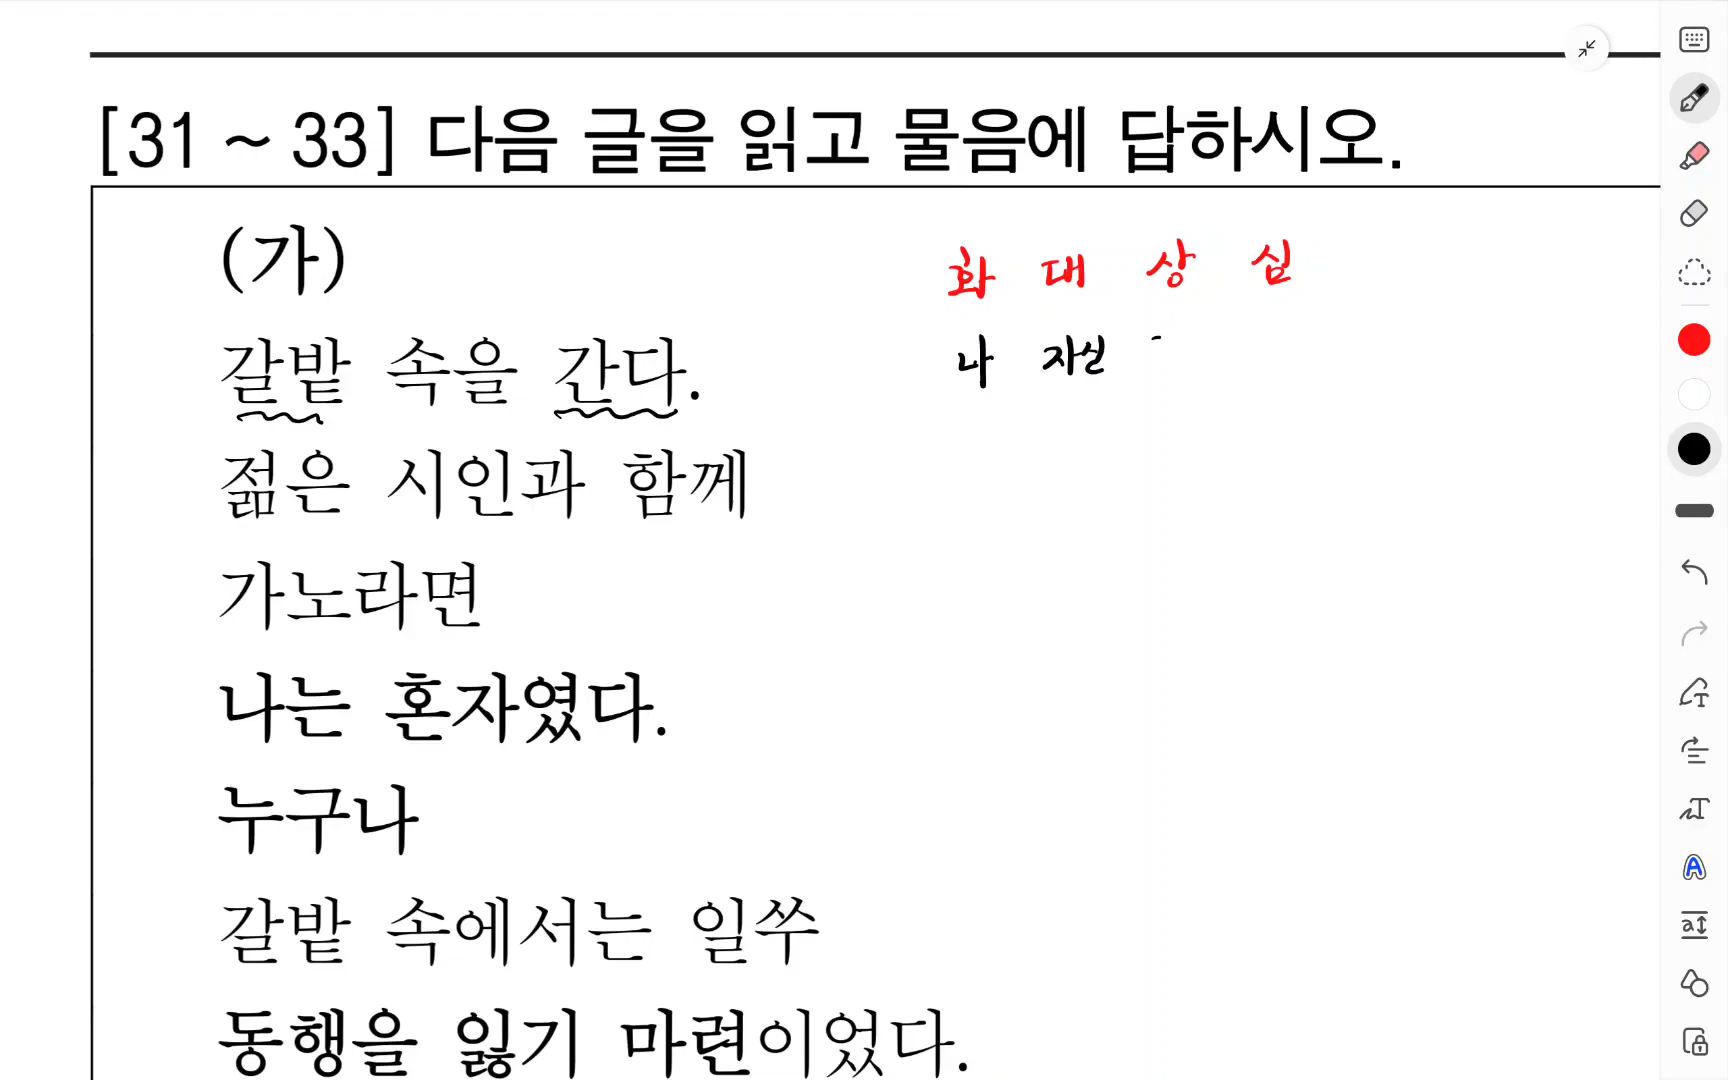 [31 ~ 33] 다음 글을 읽고 물음에 답하시오.
(가)
화 대 상 심
갈밭 속을 간다.
나 자신
젊은 시인과 함께
가노라면
나는 혼자였다.
누구나
갈밭 속에서는 일쑤
동행을 잃기 마련이었다.